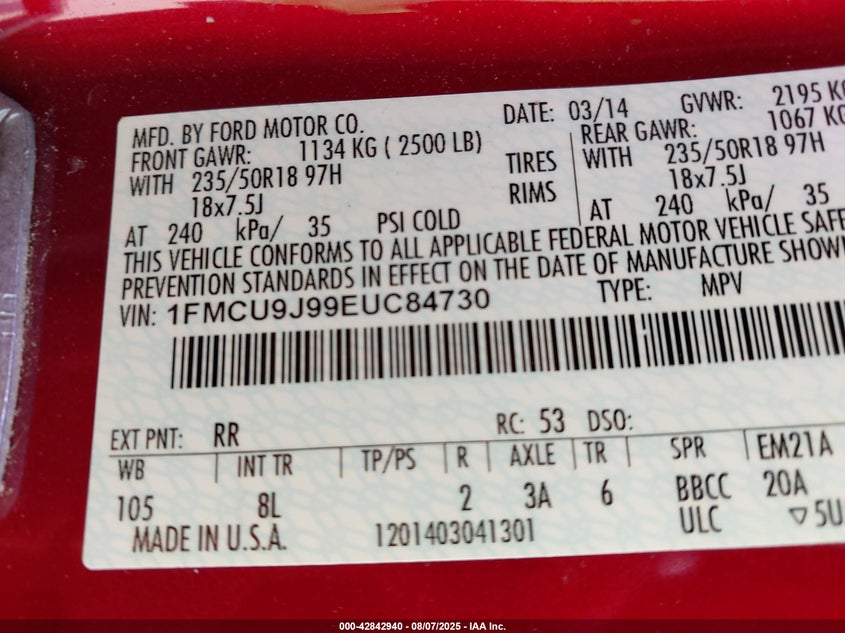 MFD. BY FORD MOTOR CO. DATE: 03/14 GVWR: 2195 KG
FRONT GAWR: 1134 KG ( 2500 LB) REAR GAWR: 1067 KG
WITH 235/50R18 97H TIRES WITH 235/50R18 97H
18x7.5J RIMS 18x7.5J
AT 240 kPa/ 35 PSI COLD AT 240 kPa/ 35
THIS VEHICLE CONFORMS TO ALL APPLICABLE FEDERAL MOTOR VEHICLE SAFE
PREVENTION STANDARDS IN EFFECT ON THE DATE OF MANUFACTURE SHOW
VIN: 1FMCU9J99EUC84730 TYPE: MPV
EXT PNT: RR RC: 53 DSO:
WB INT TR TP/PS R AXLE TR SPR EM21A
105 8L 2 3A 6 BBCC 20A
MADE IN U.S.A. 1201403041301 ULC ▽5U
000-42842940 - 08/07/2025 - IAA Inc.